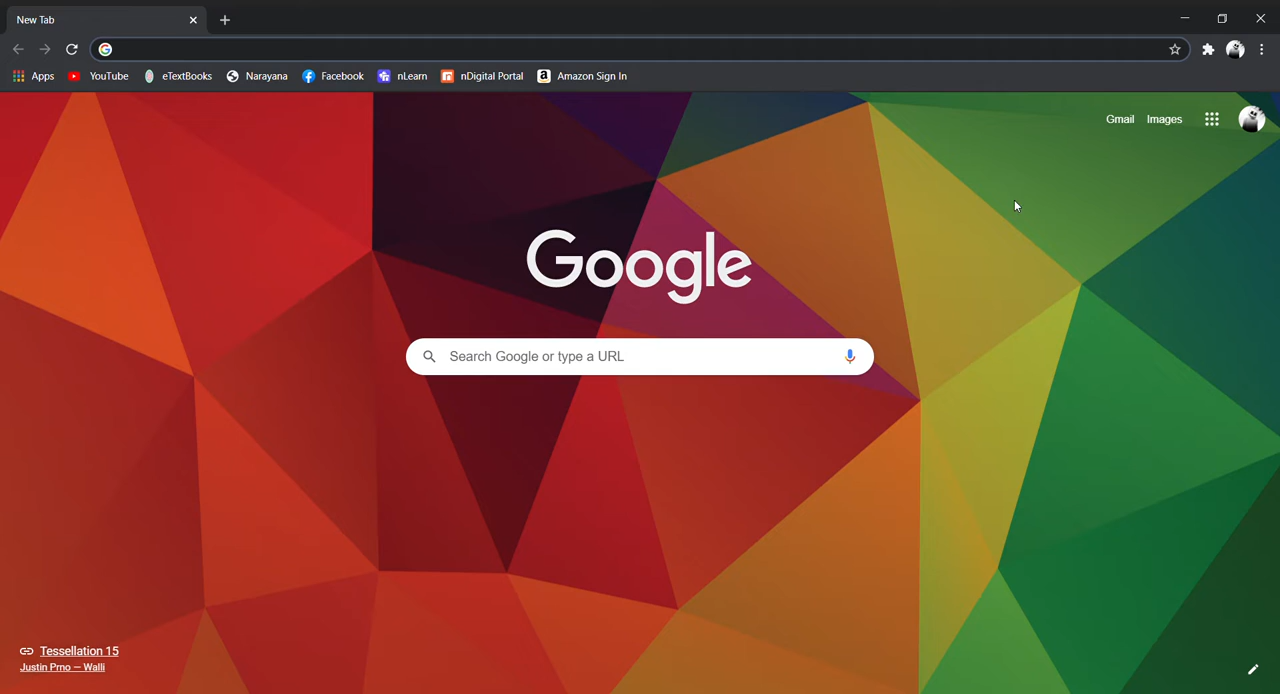 New Tab
Apps YouTube eTextBooks Narayana Facebook nLearn nDigital Portal a Amazon Sign In
Gmail Images
Google
Search Google or type a URL
Tessellation 15
Justin Prno — Walli